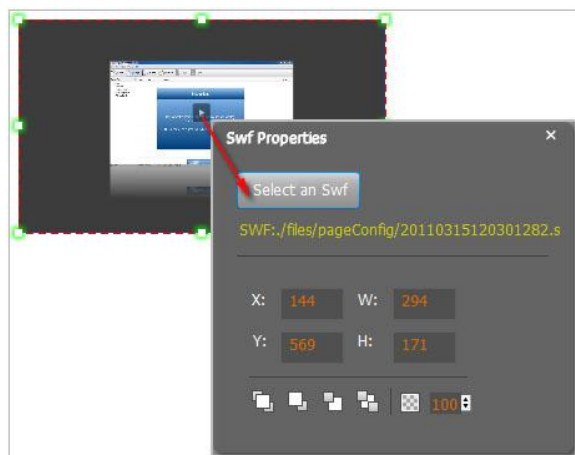 Swf Properties
Select an Swf
SWF:./files/pageConfig/20110315120301282.s
X: 144 W: 294
Y: 569 H: 171
100